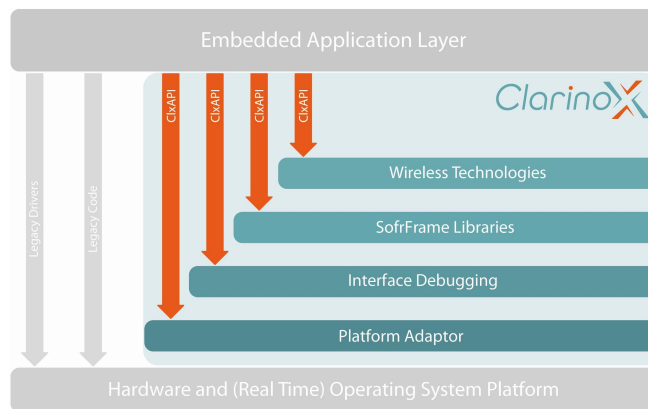 Embedded Application Layer
Legacy Drivers
Legacy Code
ClxAPI
ClxAPI
ClxAPI
ClxAPI
ClarinoX
Wireless Technologies
SofrFrame Libraries
Interface Debugging
Platform Adaptor
Hardware and (Real Time) Operating System Platform